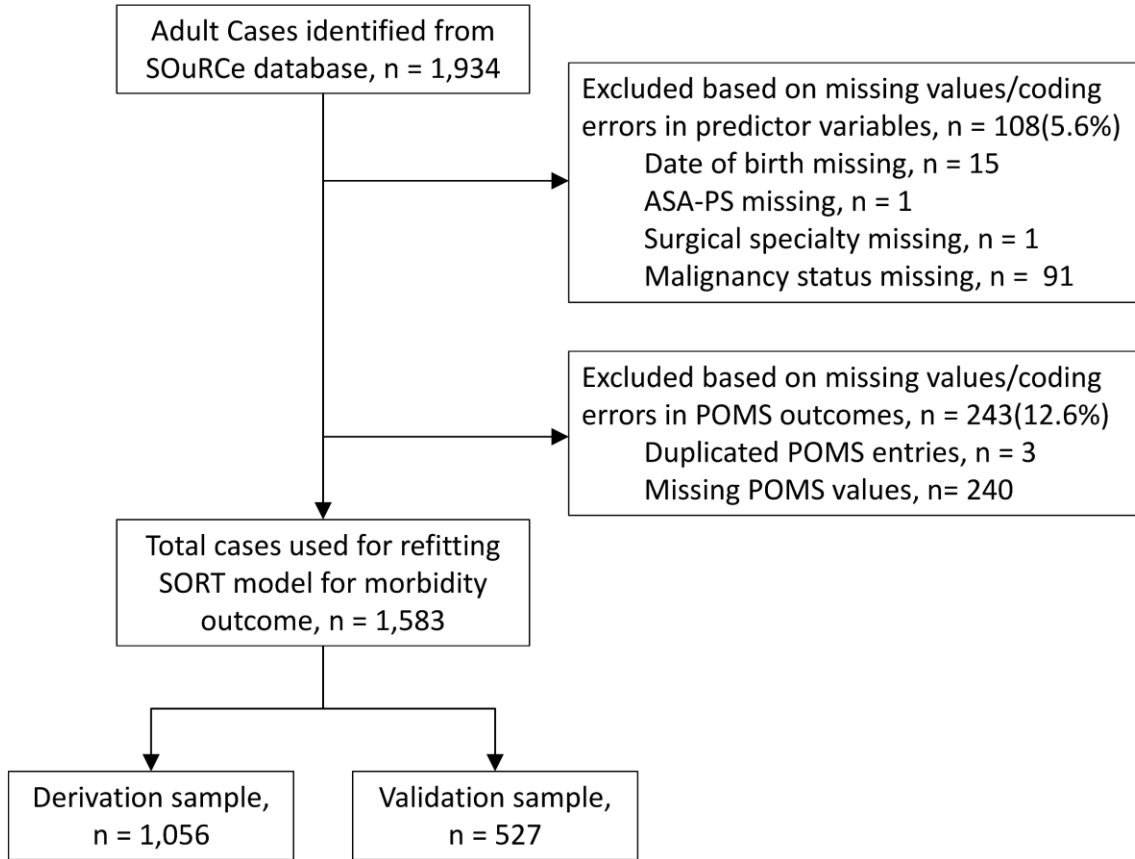 Adult Cases identified from
SOuRCe database, n = 1,934
Excluded based on missing values/coding
errors in predictor variables, n = 108(5.6%)
Date of birth missing, n = 15
ASA-PS missing, n = 1
Surgical specialty missing, n = 1
Malignancy status missing, n =  91
Excluded based on missing values/coding
errors in POMS outcomes, n = 243(12.6%)
Duplicated POMS entries, n = 3
Missing POMS values, n= 240
Total cases used for refitting
SORT model for morbidity
outcome, n = 1,583
Derivation sample,
n = 1,056
Validation sample,
n = 527